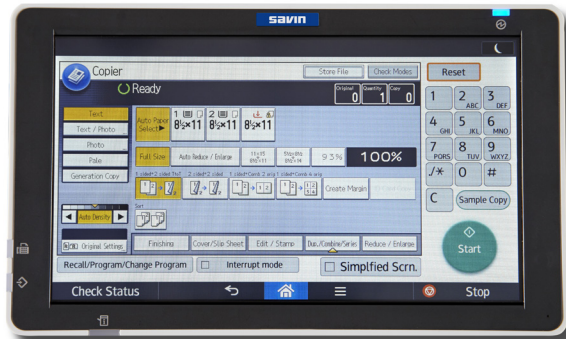 SAVIN
Copier
Store File
Check Modes
Reset
Ready
Original Quantity Copy
0 1 0
Text
Text / Photo
Photo
Pale
Generation Copy
Auto Paper
Select▶
1
8½×11
2
8½×11
8½×11
Full Size
Auto Reduce / Enlarge
93%
100%
Create Margin
Sort
Auto Density
Original Settings
Finishing
Cover/Slip Sheet
Edit / Stamp
Dup./Combine/Series
Reduce / Enlarge
1
2 ABC
3 DEF
4 GHI
5 JKL
6 MNO
7 PQRS
8 TUV
9 WXYZ
./*
0
#
C
Sample Copy
Start
Recall/Program/Change Program
Interrupt mode
Simplfied Scrn.
Check Status
Stop